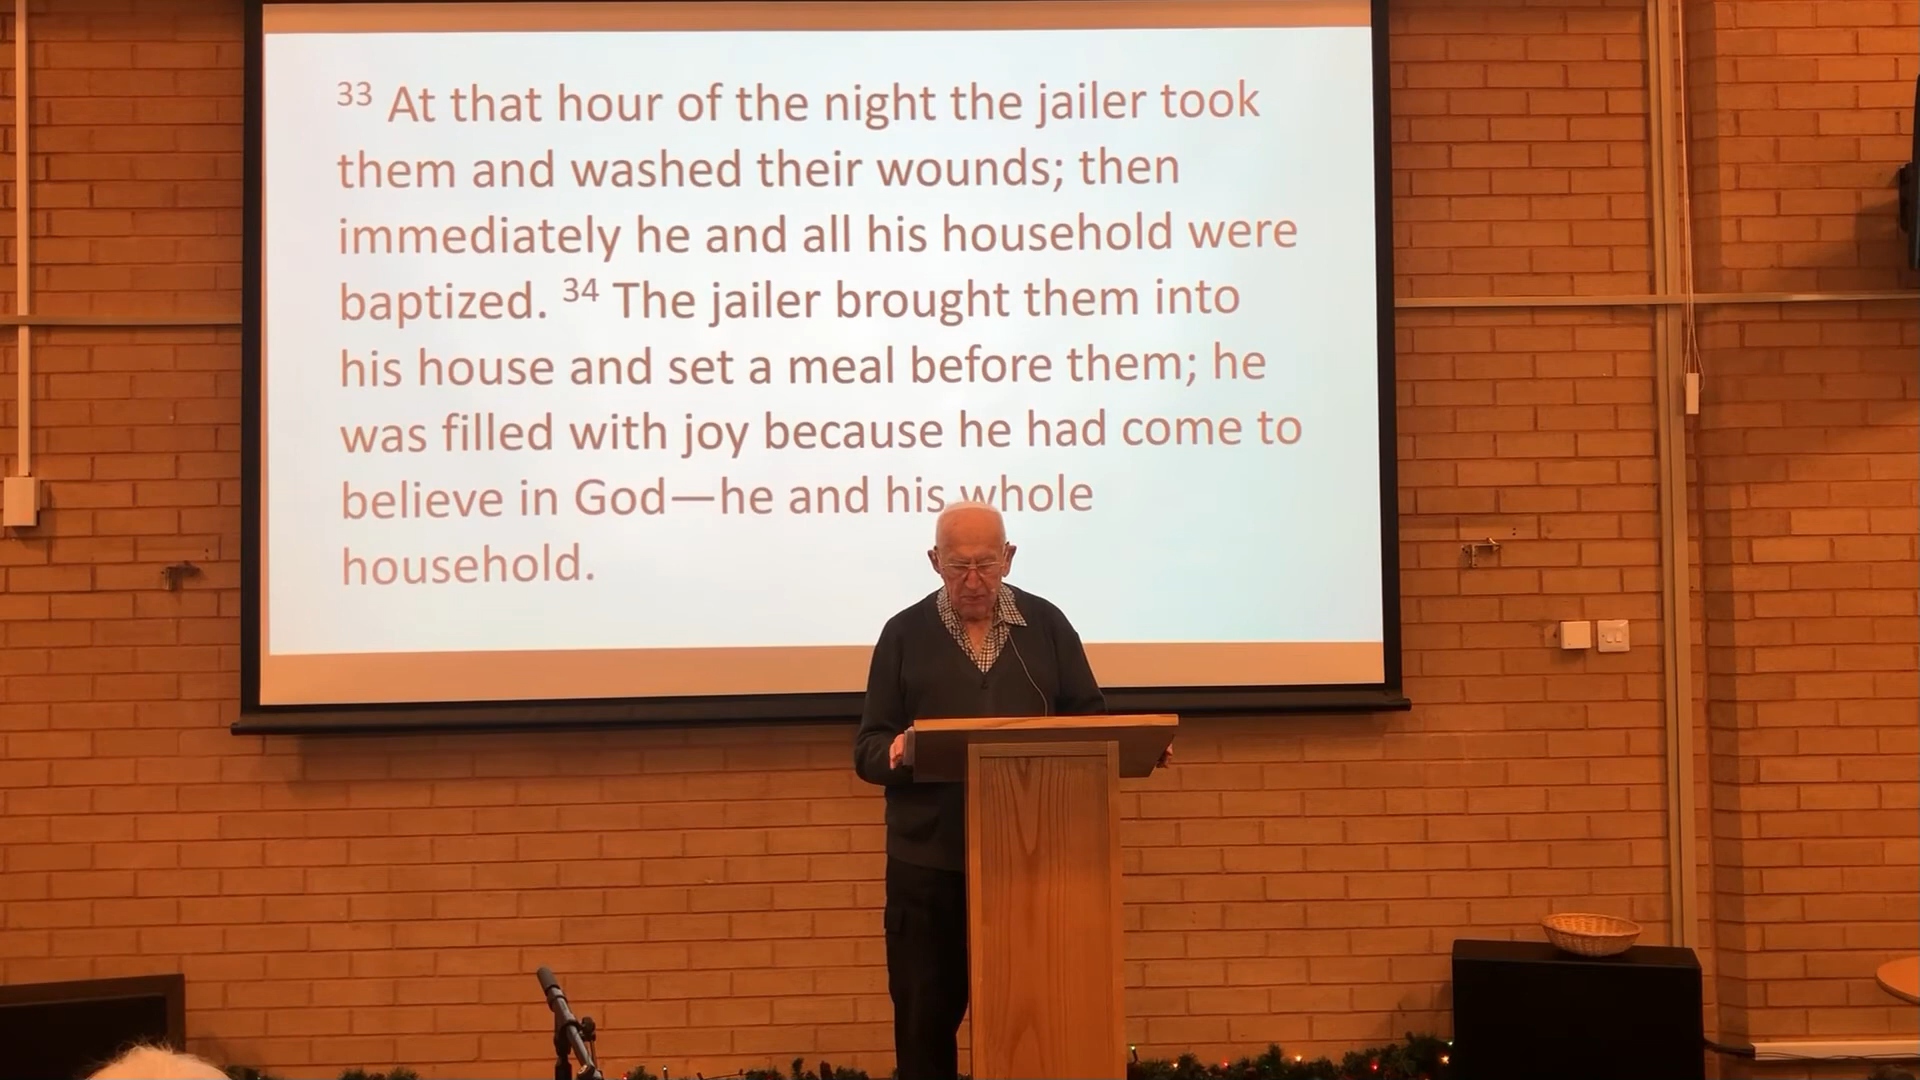 33 At that hour of the night the jailer took
them and washed their wounds; then
immediately he and all his household were
baptized. 34 The jailer brought them into
his house and set a meal before them; he
was filled with joy because he had come to
believe in God—he and his whole
household.